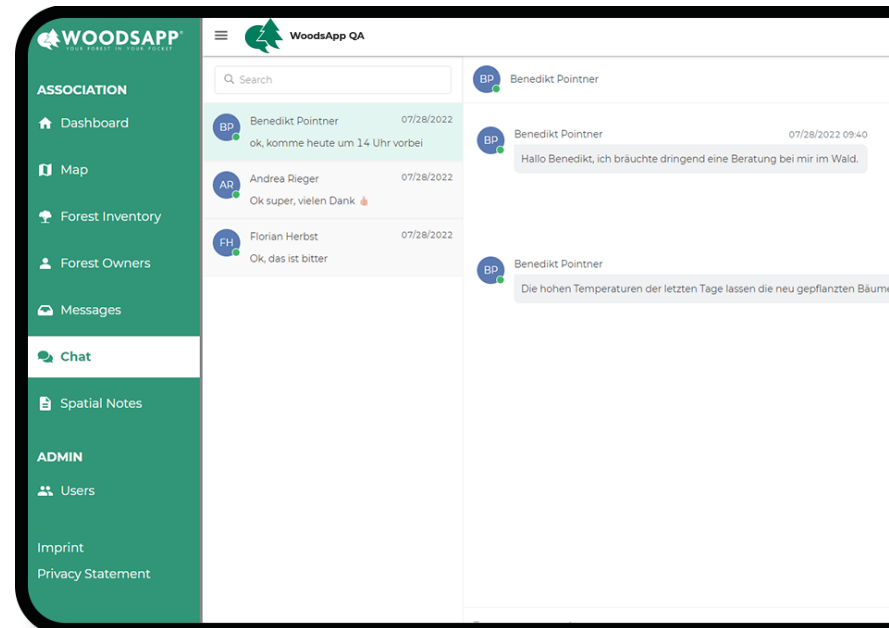 WOODSAPP
YOUR FOREST IN YOUR POCKET
ASSOCIATION
Dashboard
Map
Forest Inventory
Forest Owners
Messages
Chat
Spatial Notes
ADMIN
Users
Imprint
Privacy Statement
WoodsApp QA
Search
BP
Benedikt Pointner
07/28/2022
ok, komme heute um 14 Uhr vorbei
AR
Andrea Rieger
07/28/2022
Ok super, vielen Dank 👍🏼
FH
Florian Herbst
07/28/2022
Ok, das ist bitter
BP
Benedikt Pointner
BP
Benedikt Pointner
07/28/2022 09:40
Hallo Benedikt, ich bräuchte dringend eine Beratung bei mir im Wald.
BP
Benedikt Pointner
Die hohen Temperaturen der letzten Tage lassen die neu gepflanzten Bäume